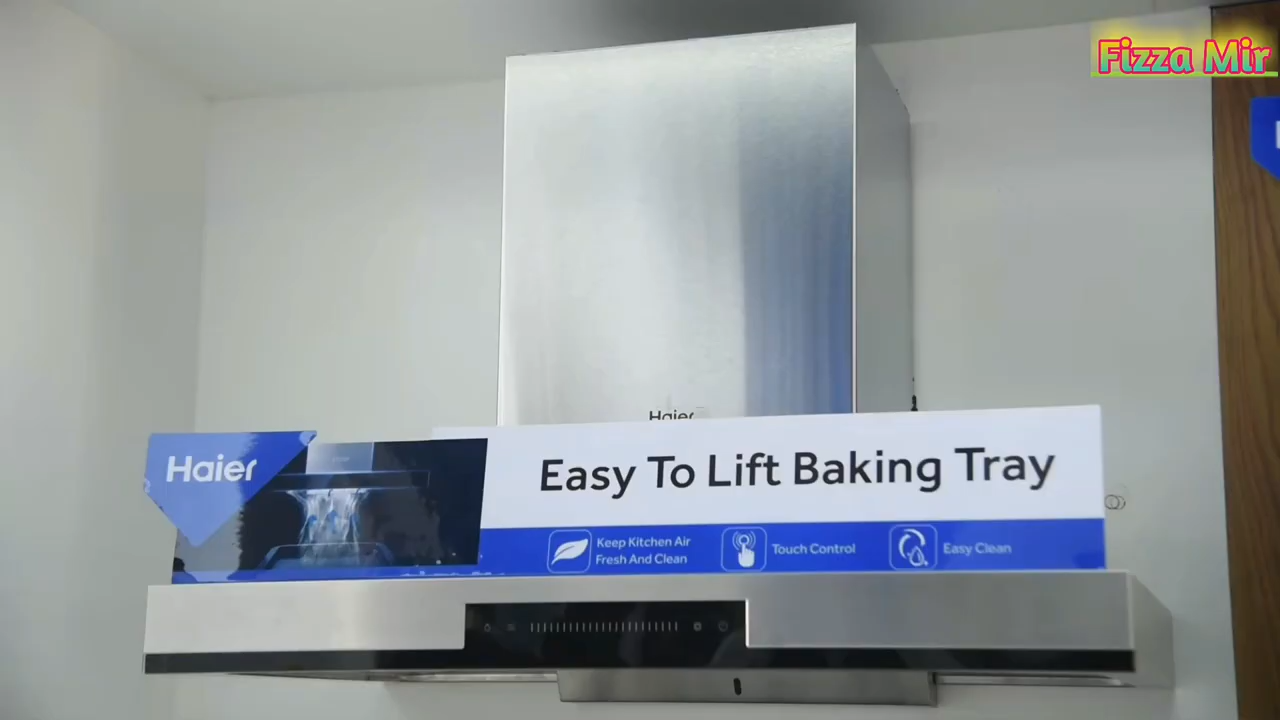 Fizza Mir
Haier
Haier
Easy To Lift Baking Tray
Keep Kitchen Air
Fresh And Clean
Touch Control
Easy Clean